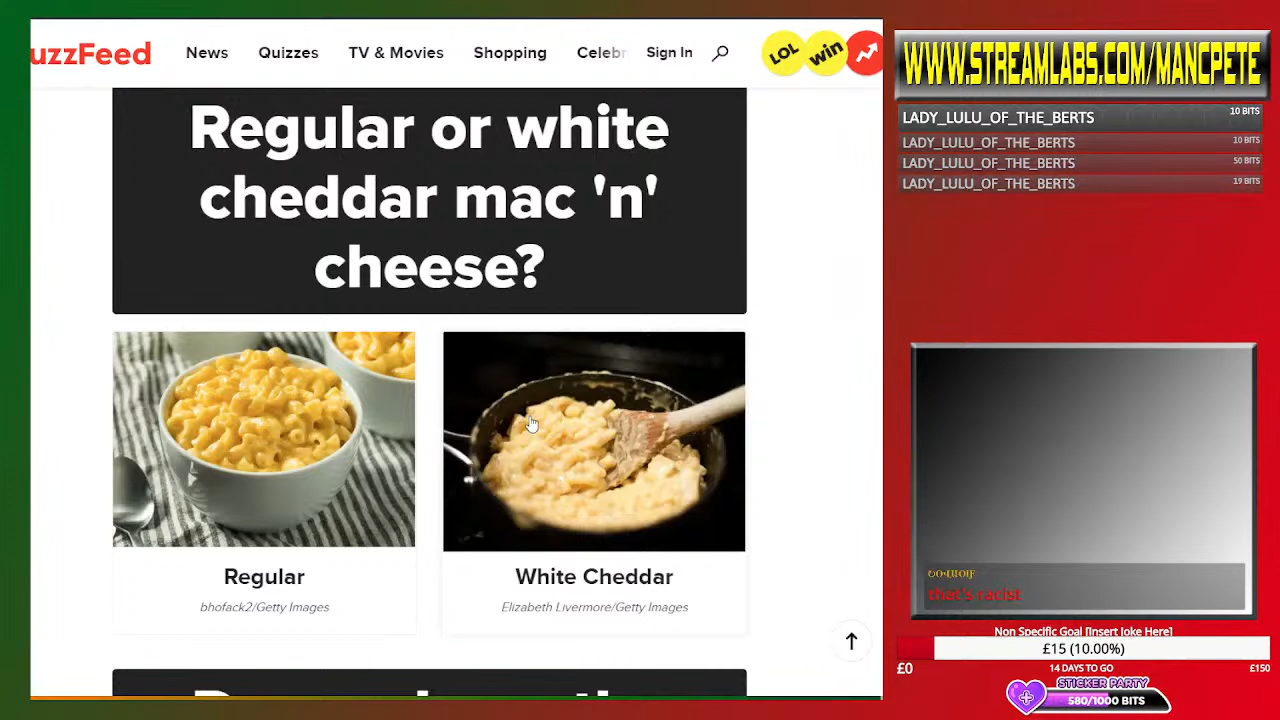 uzzFeed
News
Quizzes
TV & Movies
Shopping
Celebr
Sign In
LOL
win
Regular or white
cheddar mac 'n'
cheese?
Regular
bhofack2/Getty Images
White Cheddar
Elizabeth Livermore/Getty Images
WWW.STREAMLABS.COM/MANCPETE
LADY_LULU_OF_THE_BERTS 10 BITS
LADY_LULU_OF_THE_BERTS 10 BITS
LADY_LULU_OF_THE_BERTS 50 BITS
LADY_LULU_OF_THE_BERTS 19 BITS
that's racist
Non Specific Goal [Insert Joke Here]
£15 (10.00%)
£0 14 DAYS TO GO £150
STICKER PARTY
580/1000 BITS